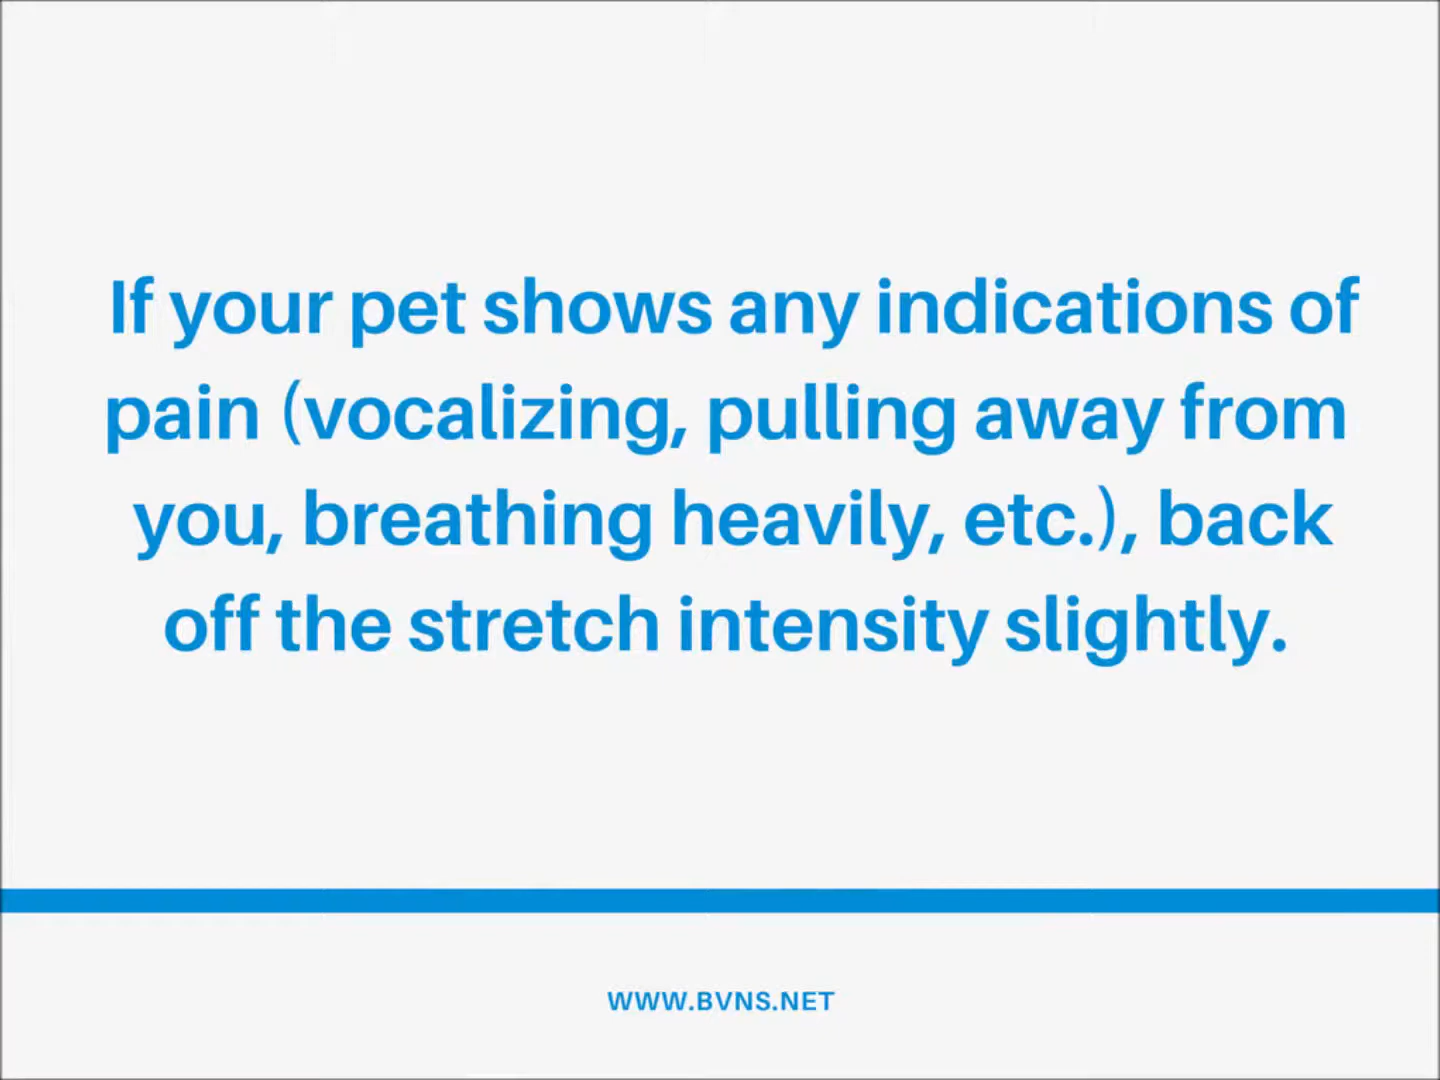 If your pet shows any indications of
pain (vocalizing, pulling away from
you, breathing heavily, etc.), back
off the stretch intensity slightly.
WWW.BVNS.NET